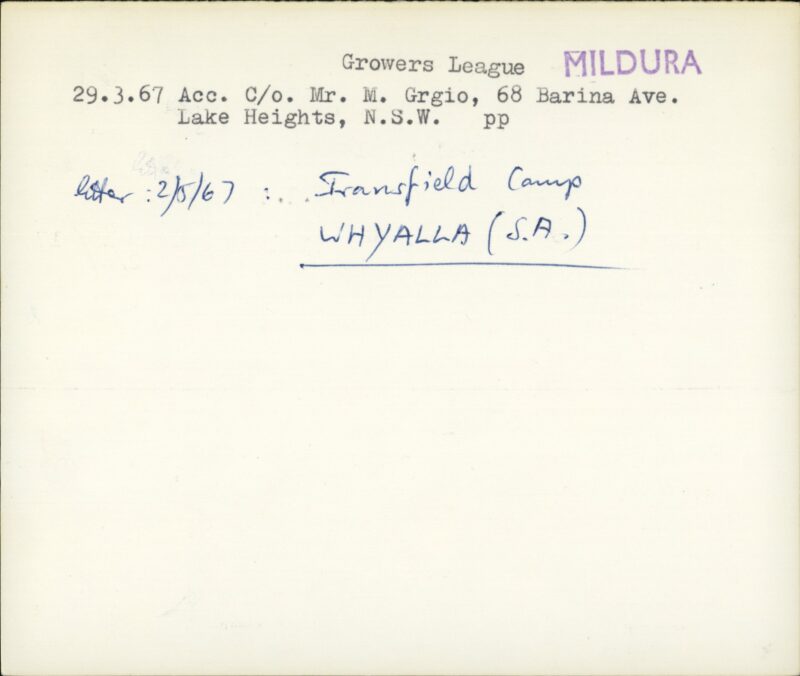 Growers League MILDURA
29.3.67 Acc. C/o. Mr. M. Grgio, 68 Barina Ave.
Lake Heights, N.S.W. pp
letter : 2/5/67 : Transfield Camp
WHYALLA (S.A.)